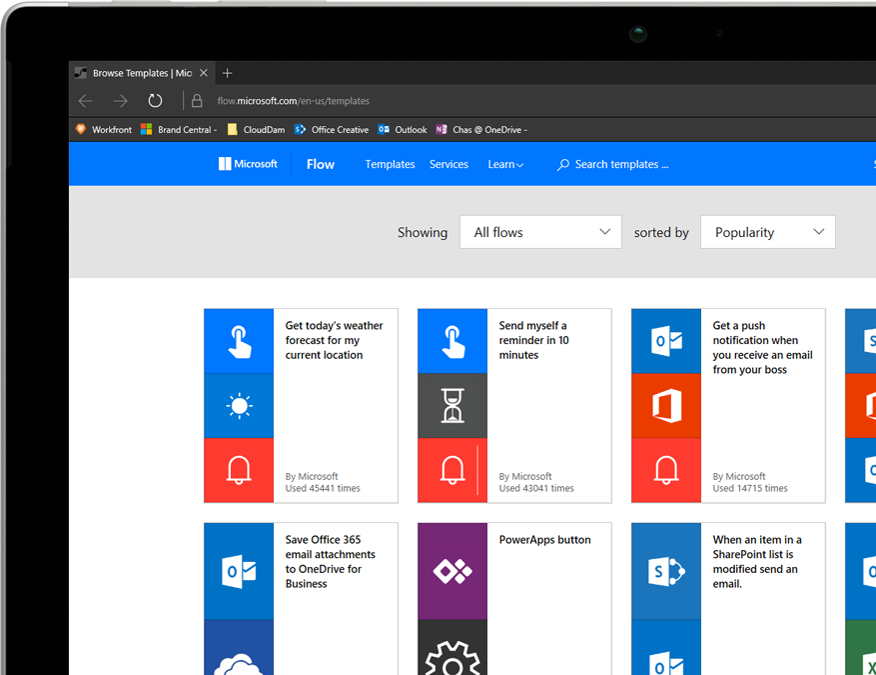 Browse Templates | Mic
flow.microsoft.com/en-us/templates
Workfront Brand Central - CloudDam Office Creative Outlook Chas @ OneDrive -
Microsoft Flow Templates Services Learn Search templates ...
Showing All flows sorted by Popularity
Get today's weather
forecast for my
current location
By Microsoft
Used 45441 times
Send myself a
reminder in 10
minutes
By Microsoft
Used 43041 times
Get a push
notification when
you receive an email
from your boss
By Microsoft
Used 14715 times
Save Office 365
email attachments
to OneDrive for
Business
PowerApps button
When an item in a
SharePoint list is
modified send an
email.